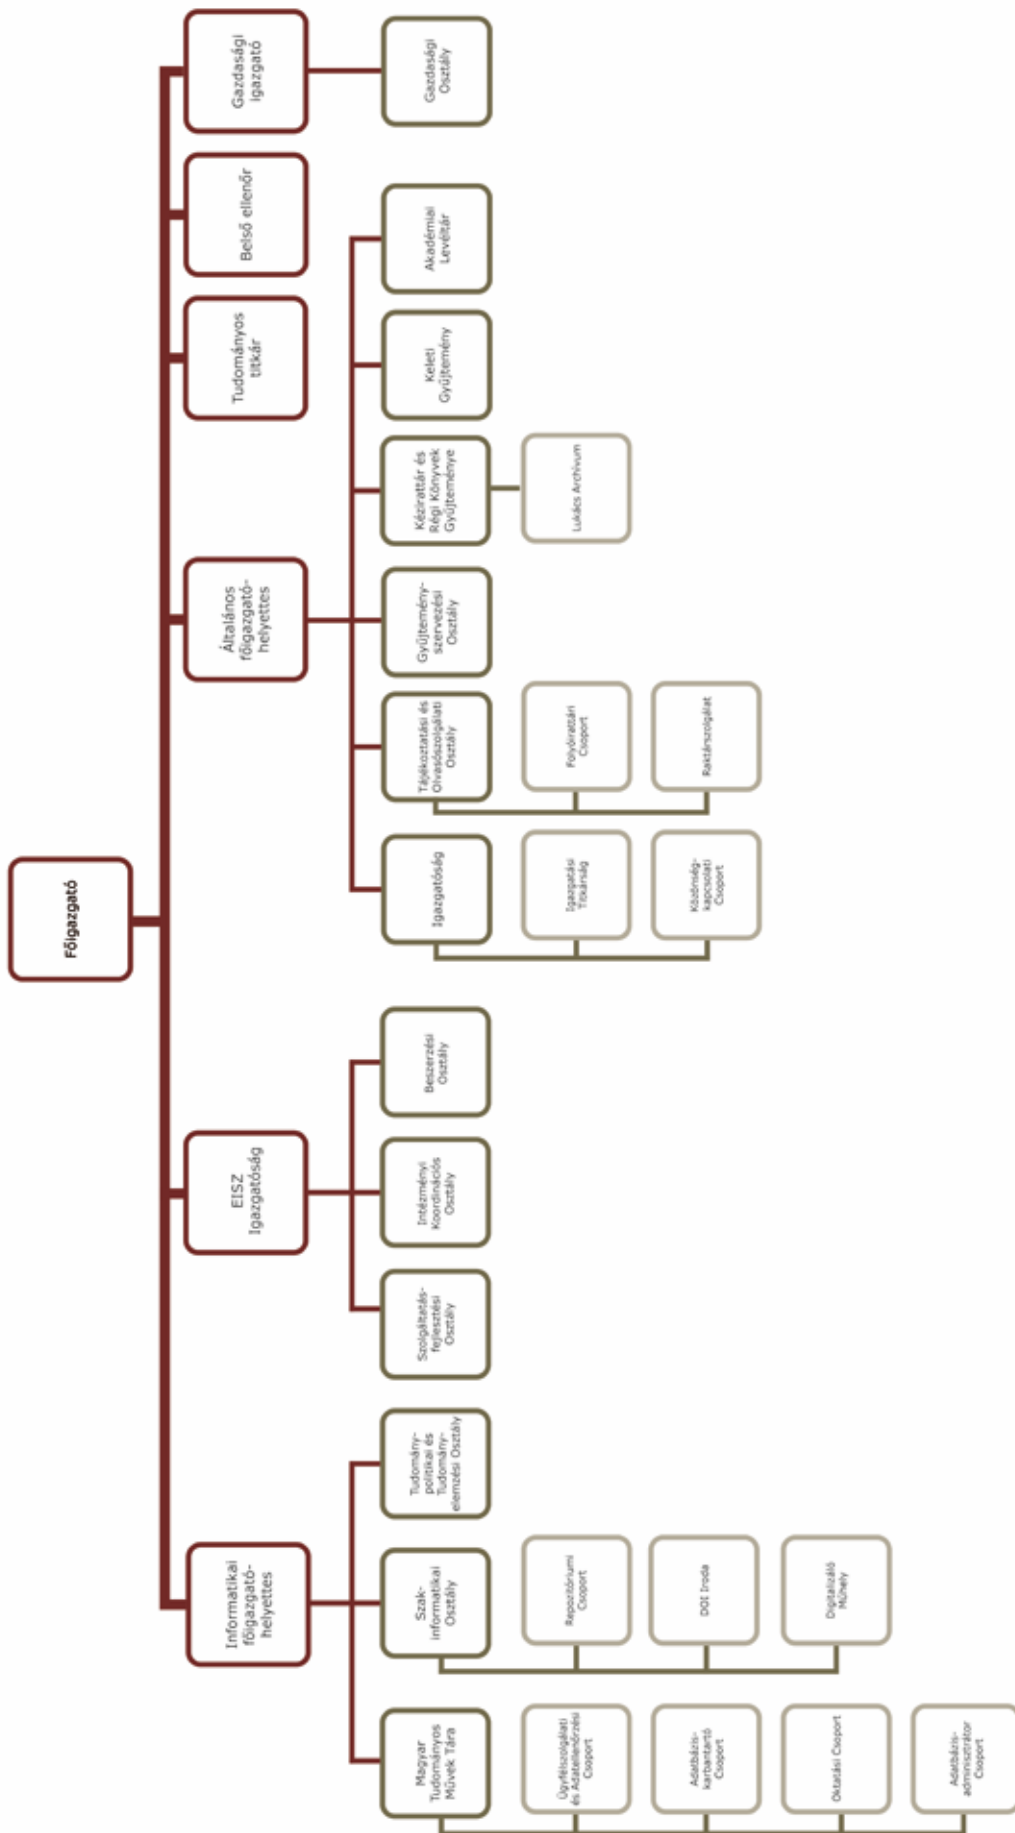 Főigazgató
Informatikai
főigazgató-
helyettes
EISZ
Igazgatóság
Általános
főigazgató-
helyettes
Tudományos
titkár
Belső ellenőr
Gazdasági
igazgató
Magyar
Tudományos
Művek Tára
Szak-
informatikai
Osztály
Tudomány-
politikai és
Tudomány-
elemzési Osztály
Szolgáltatás-
fejlesztési
Osztály
Intézményi
Koordinációs
Osztály
Beszerzési
Osztály
Igazgatóság
Tájékoztatási és
Olvasószolgálati
Osztály
Gyűjtemény-
szervezési
Osztály
Kézirattár és
Régi Könyvek
Gyűjteménye
Keleti
Gyűjtemény
Akadémiai
Levéltár
Gazdasági
Osztály
Ügyfélszolgálati
és Adatellenőrzési
Csoport
Repozitóriumi
Csoport
Igazgatási
Titkárság
Folyóirattári
Csoport
Lukács Archívum
Adatbázis-
karbantartó
Csoport
DOI Iroda
Közönség-
kapcsolati
Csoport
Raktárszolgálat
Oktatási Csoport
Digitalizáló
Műhely
Adatbázis-
adminisztrátor
Csoport